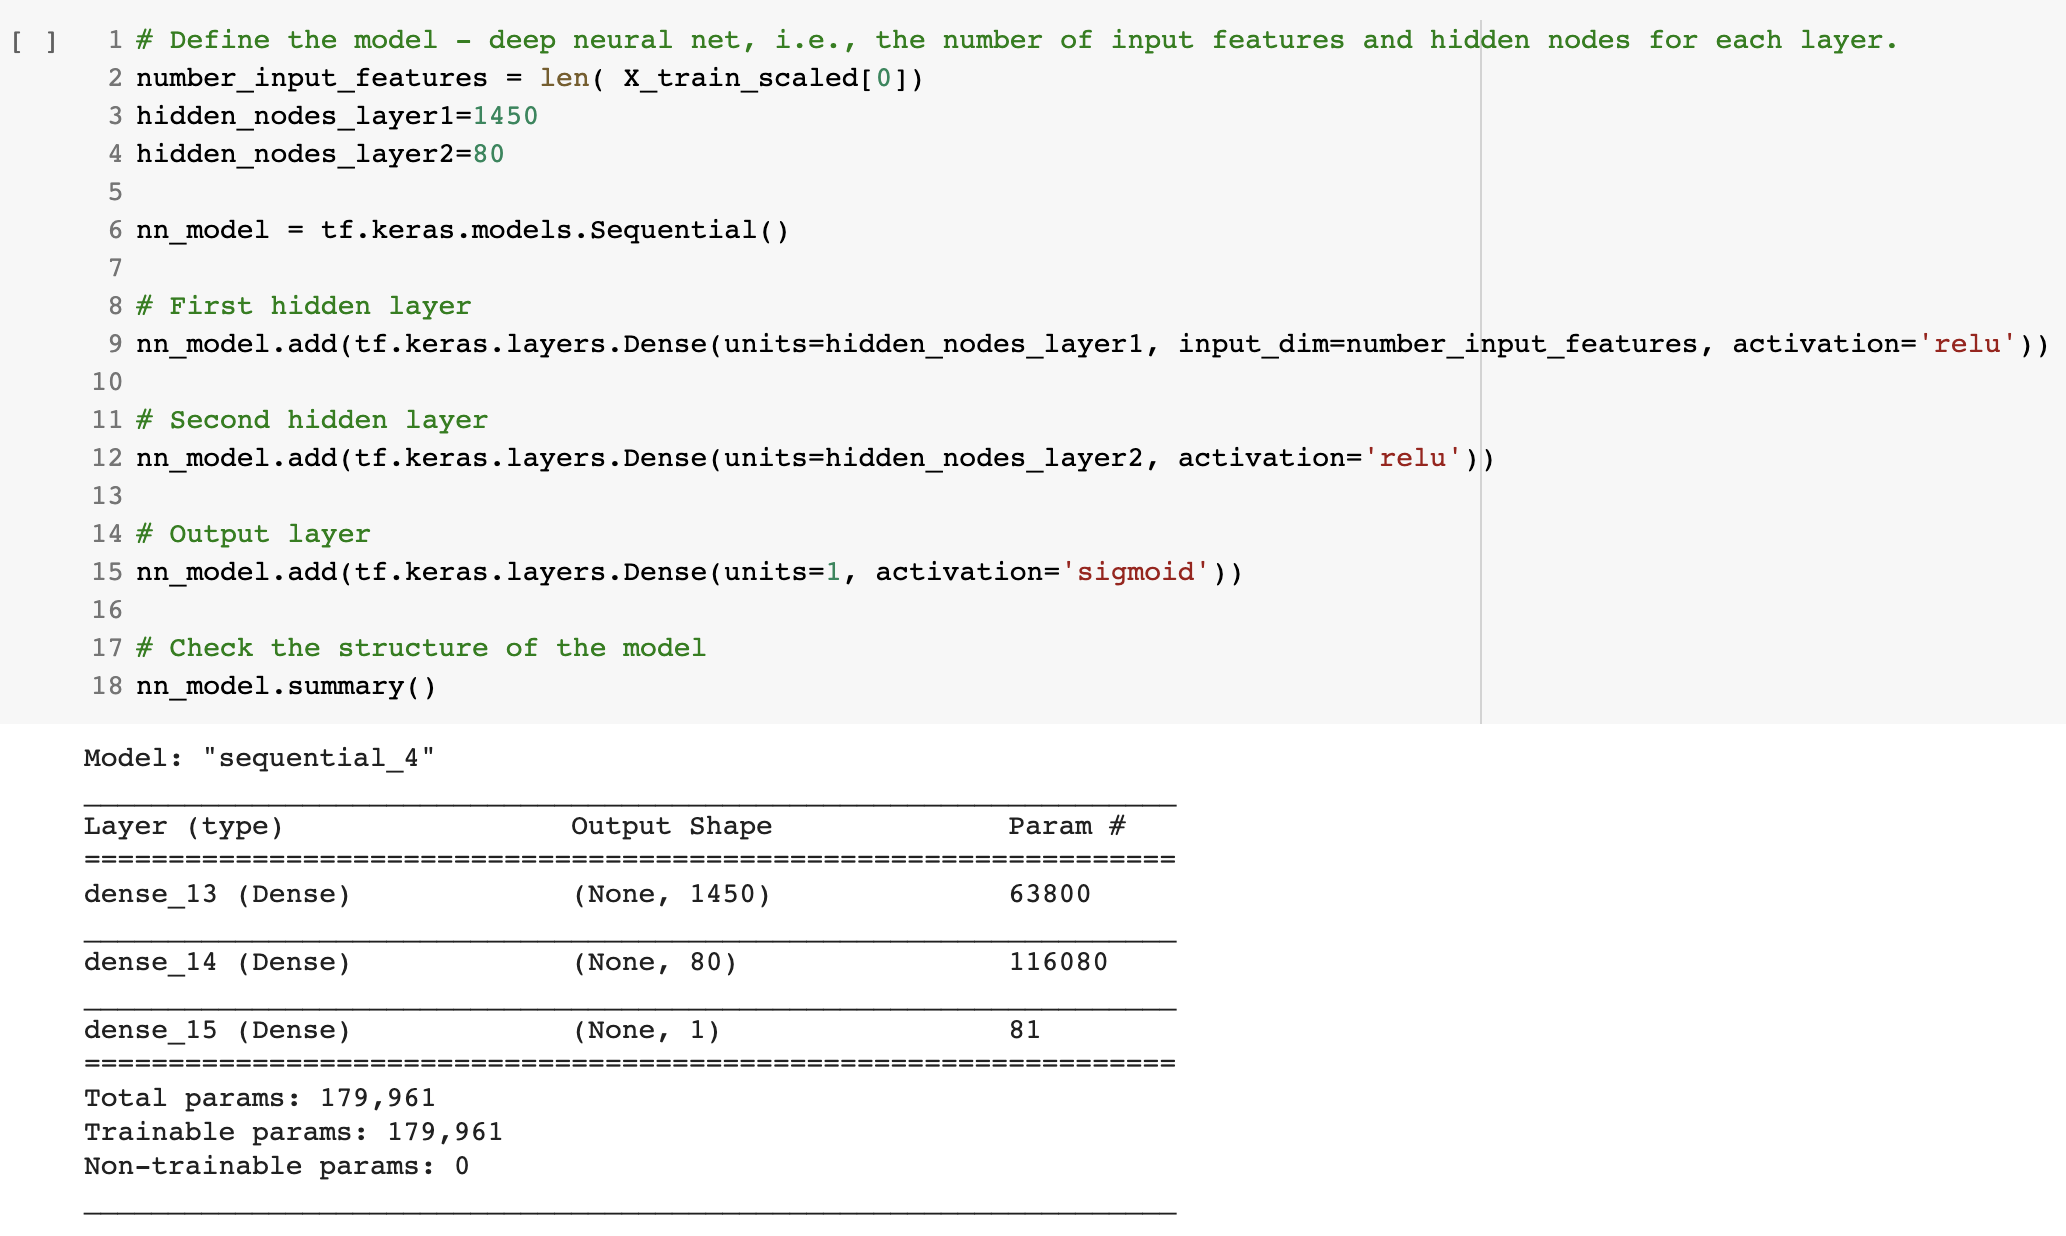 [ ] 1 # Define the model - deep neural net, i.e., the number of input features and hidden nodes for each layer.
2 number_input_features = len( X_train_scaled[0])
3 hidden_nodes_layer1=1450
4 hidden_nodes_layer2=80
5
6 nn_model = tf.keras.models.Sequential()
7
8 # First hidden layer
9 nn_model.add(tf.keras.layers.Dense(units=hidden_nodes_layer1, input_dim=number_input_features, activation='relu'))
10
11 # Second hidden layer
12 nn_model.add(tf.keras.layers.Dense(units=hidden_nodes_layer2, activation='relu'))
13
14 # Output layer
15 nn_model.add(tf.keras.layers.Dense(units=1, activation='sigmoid'))
16
17 # Check the structure of the model
18 nn_model.summary()
Model: "sequential_4"
_________________________________________________________________
Layer (type)                 Output Shape              Param #
=================================================================
dense_13 (Dense)             (None, 1450)              63800
_________________________________________________________________
dense_14 (Dense)             (None, 80)                116080
_________________________________________________________________
dense_15 (Dense)             (None, 1)                 81
=================================================================
Total params: 179,961
Trainable params: 179,961
Non-trainable params: 0
_________________________________________________________________